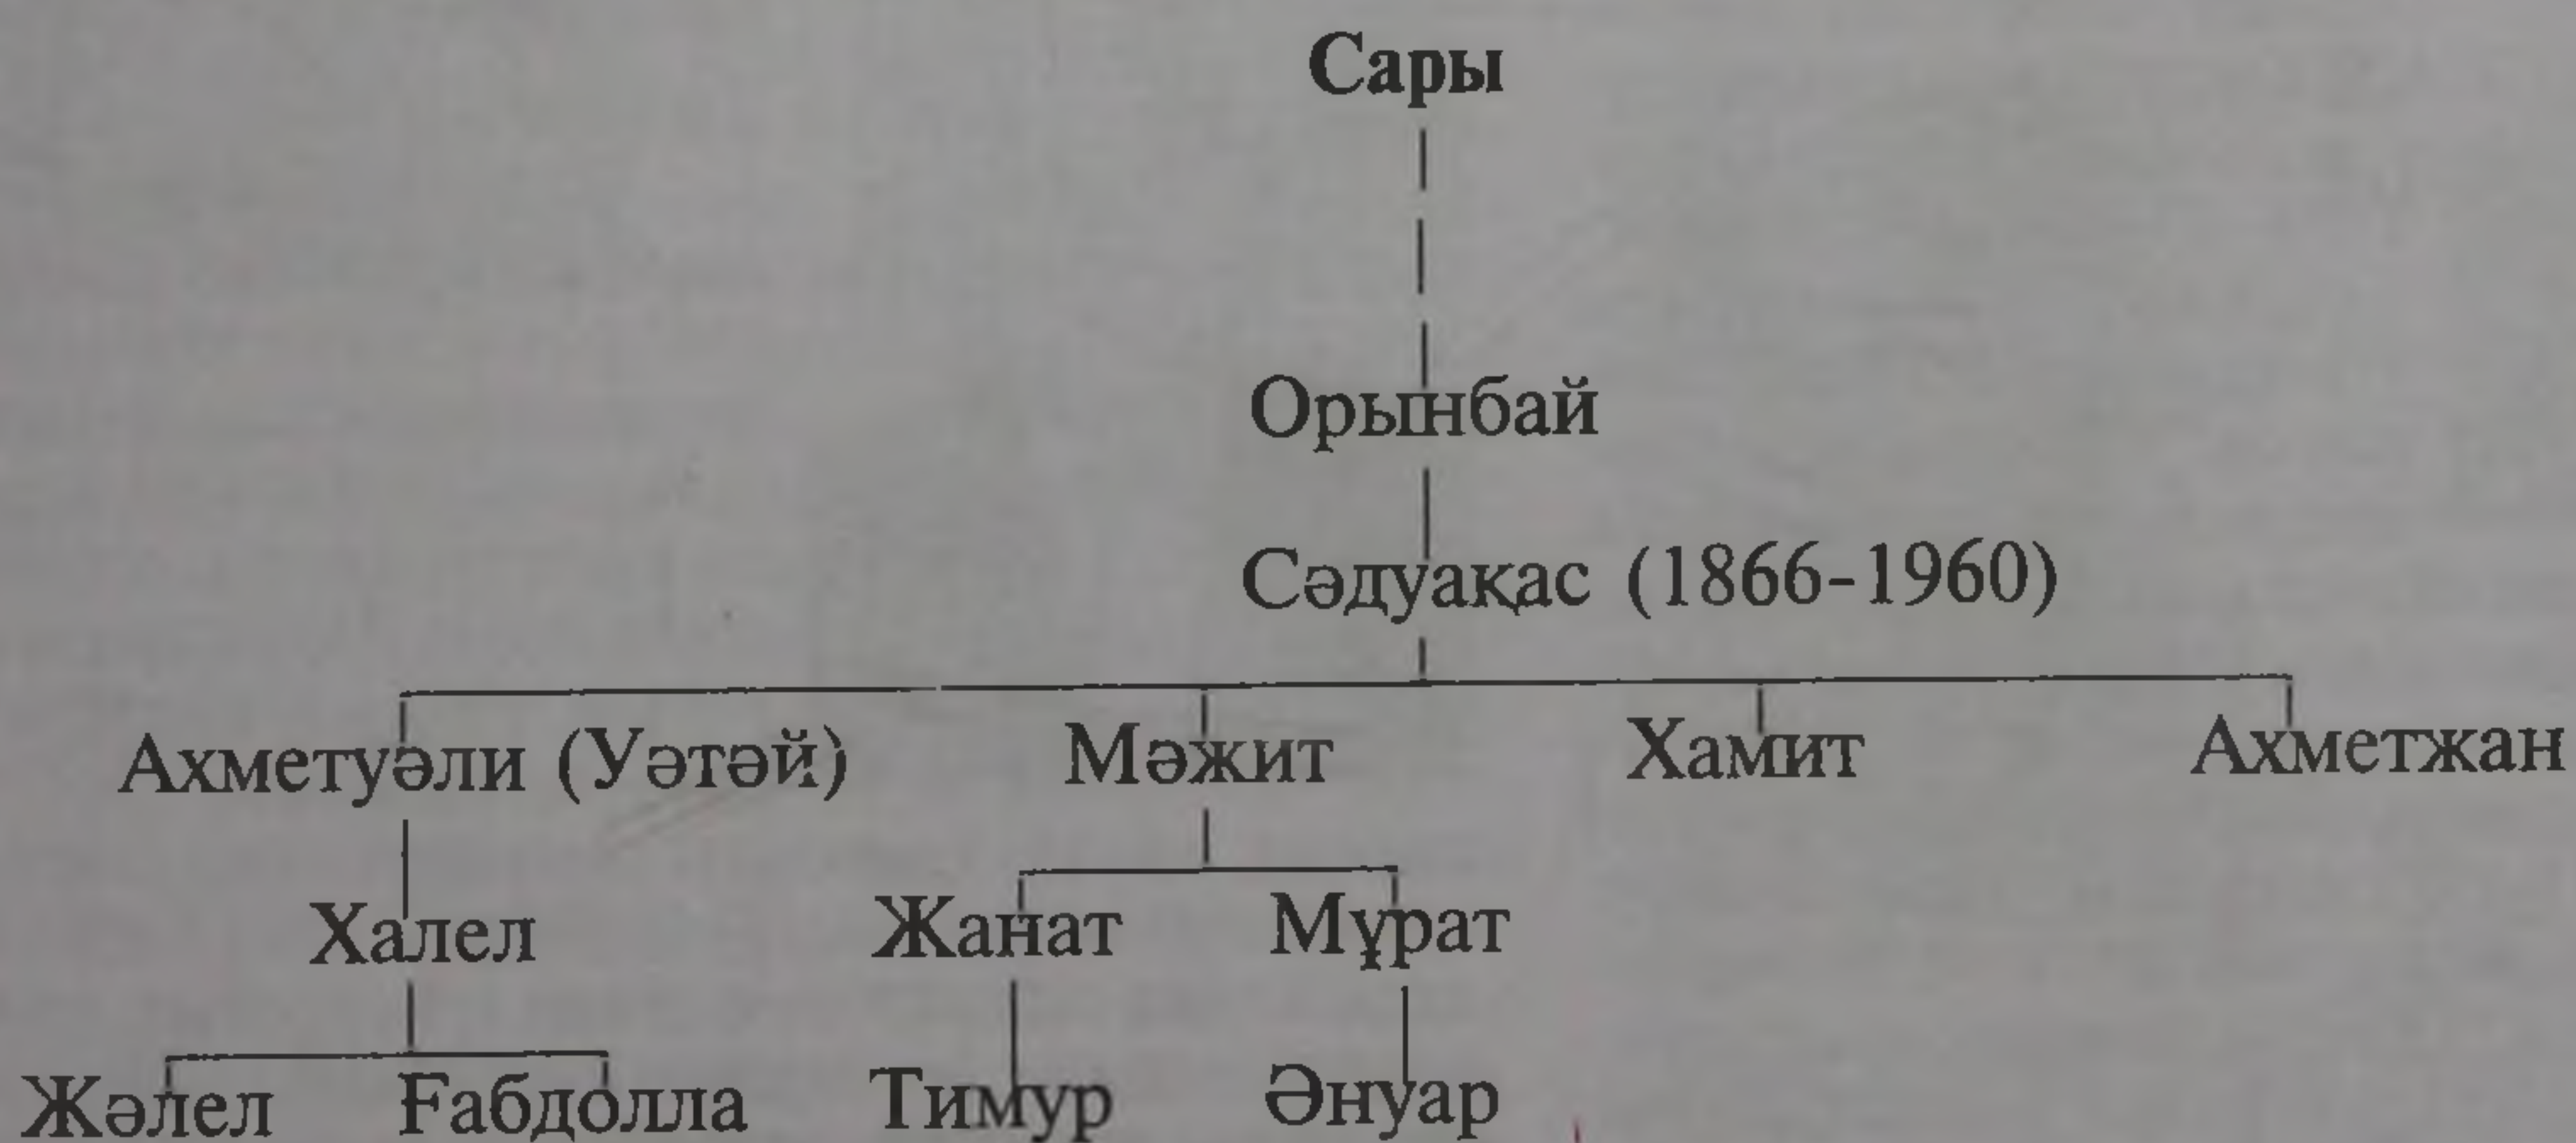 Сары
Орынбай
Сәдуақас (1866-1960)
Ахметуәли (Уәтәй) Мәжит Хамит Ахметжан
Халел Жанат Мұрат
Жәлел Ғабдолла Тимур Әнуар